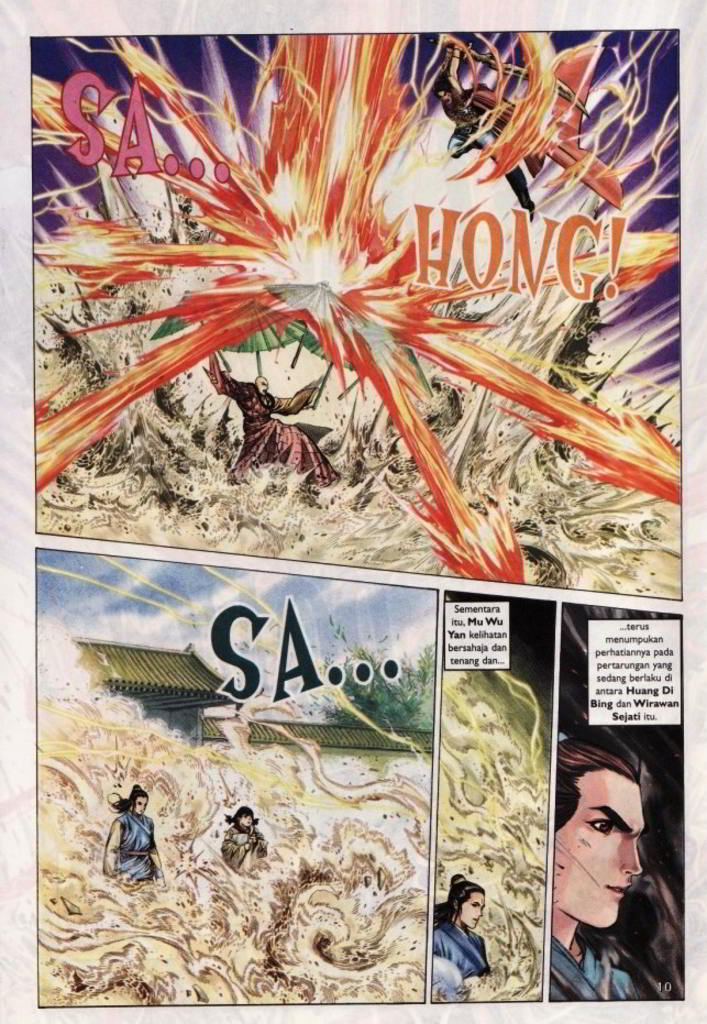 SA...
HONG!
SA...
Sementara
itu, Mu Wu
Yan kelihatan
bersahaja dan
tenang dan...
...terus
menumpukan
perhatiannya pada
pertarungan yang
sedang berlaku di
antara Huang Di
Bing dan Wirawan
Sejati itu.
10